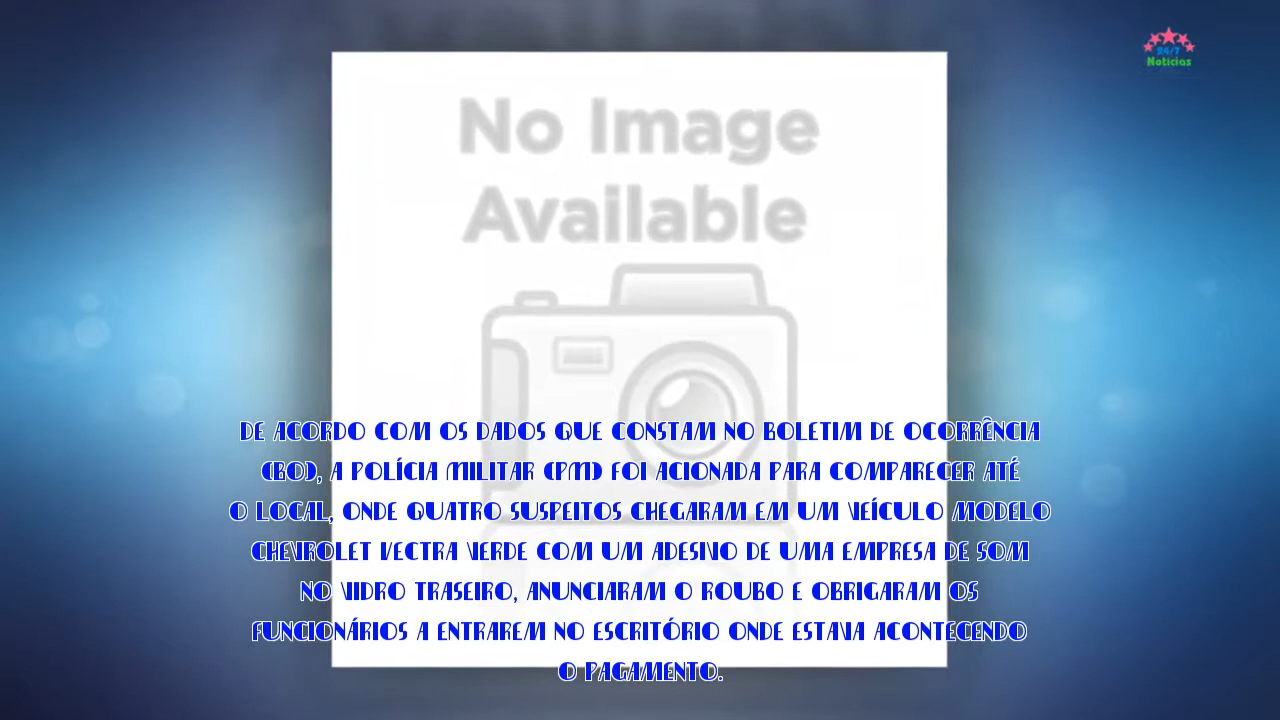 24/7
Noticias
No Image
Available
DE ACORDO COM OS DADOS QUE CONSTAM NO BOLETIM DE OCORRÊNCIA
(BO), A POLÍCIA MILITAR (PM) FOI ACIONADA PARA COMPARECER ATÉ
O LOCAL, ONDE QUATRO SUSPEITOS CHEGARAM EM UM VEÍCULO MODELO
CHEVROLET VECTRA VERDE COM UM ADESIVO DE UMA EMPRESA DE SOM
NO VIDRO TRASEIRO, ANUNCIARAM O ROUBO E OBRIGARAM OS
FUNCIONÁRIOS A ENTRAREM NO ESCRITÓRIO ONDE ESTAVA ACONTECENDO
O PAGAMENTO.